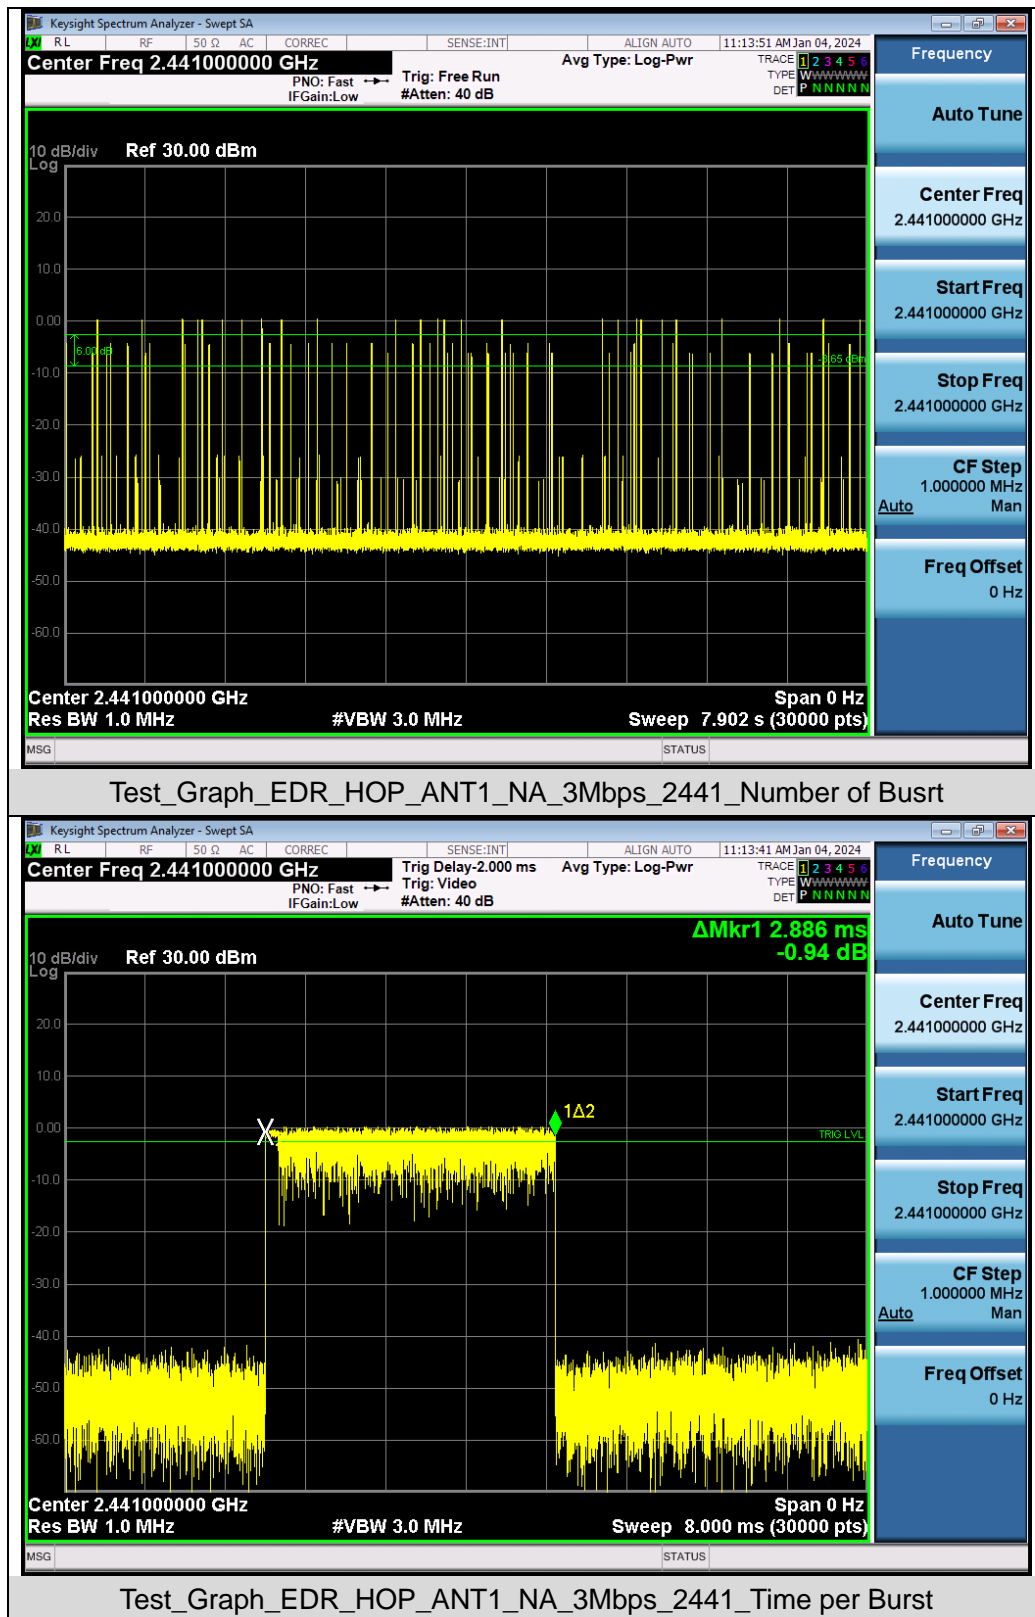 Keysight Spectrum Analyzer - Swept SA
LXI RL RF 50 Ω AC CORREC SENSE:INT ALIGN AUTO 11:13:51 AM Jan 04, 2024
Center Freq 2.441000000 GHz
PNO: Fast
IFGain:Low
Trig: Free Run
#Atten: 40 dB
Avg Type: Log-Pwr
TRACE 1 2 3 4 5 6
TYPE WWWWWW
DET P N N N N N
Frequency
Auto Tune
Center Freq
2.441000000 GHz
Start Freq
2.441000000 GHz
Stop Freq
2.441000000 GHz
CF Step
1.000000 MHz
Auto Man
Freq Offset
0 Hz
10 dB/div Ref 30.00 dBm
Log
20.0
10.0
0.00
6.00 dB
-8.65 dBm
-10.0
-20.0
-30.0
-40.0
-50.0
-60.0
Center 2.441000000 GHz Span 0 Hz
Res BW 1.0 MHz #VBW 3.0 MHz Sweep 7.902 s (30000 pts)
MSG STATUS
Test_Graph_EDR_HOP_ANT1_NA_3Mbps_2441_Number of Busrt
Keysight Spectrum Analyzer - Swept SA
LXI RL RF 50 Ω AC CORREC SENSE:INT ALIGN AUTO 11:13:41 AM Jan 04, 2024
Center Freq 2.441000000 GHz
PNO: Fast
IFGain:Low
Trig Delay-2.000 ms
Trig: Video
#Atten: 40 dB
Avg Type: Log-Pwr
TRACE 1 2 3 4 5 6
TYPE WWWWWW
DET P N N N N N
Frequency
Auto Tune
Center Freq
2.441000000 GHz
Start Freq
2.441000000 GHz
Stop Freq
2.441000000 GHz
CF Step
1.000000 MHz
Auto Man
Freq Offset
0 Hz
ΔMkr1 2.886 ms
-0.94 dB
10 dB/div Ref 30.00 dBm
Log
20.0
10.0
1Δ2
0.00
TRIG LVL
-10.0
-20.0
-30.0
-40.0
-50.0
-60.0
Center 2.441000000 GHz Span 0 Hz
Res BW 1.0 MHz #VBW 3.0 MHz Sweep 8.000 ms (30000 pts)
MSG STATUS
Test_Graph_EDR_HOP_ANT1_NA_3Mbps_2441_Time per Burst